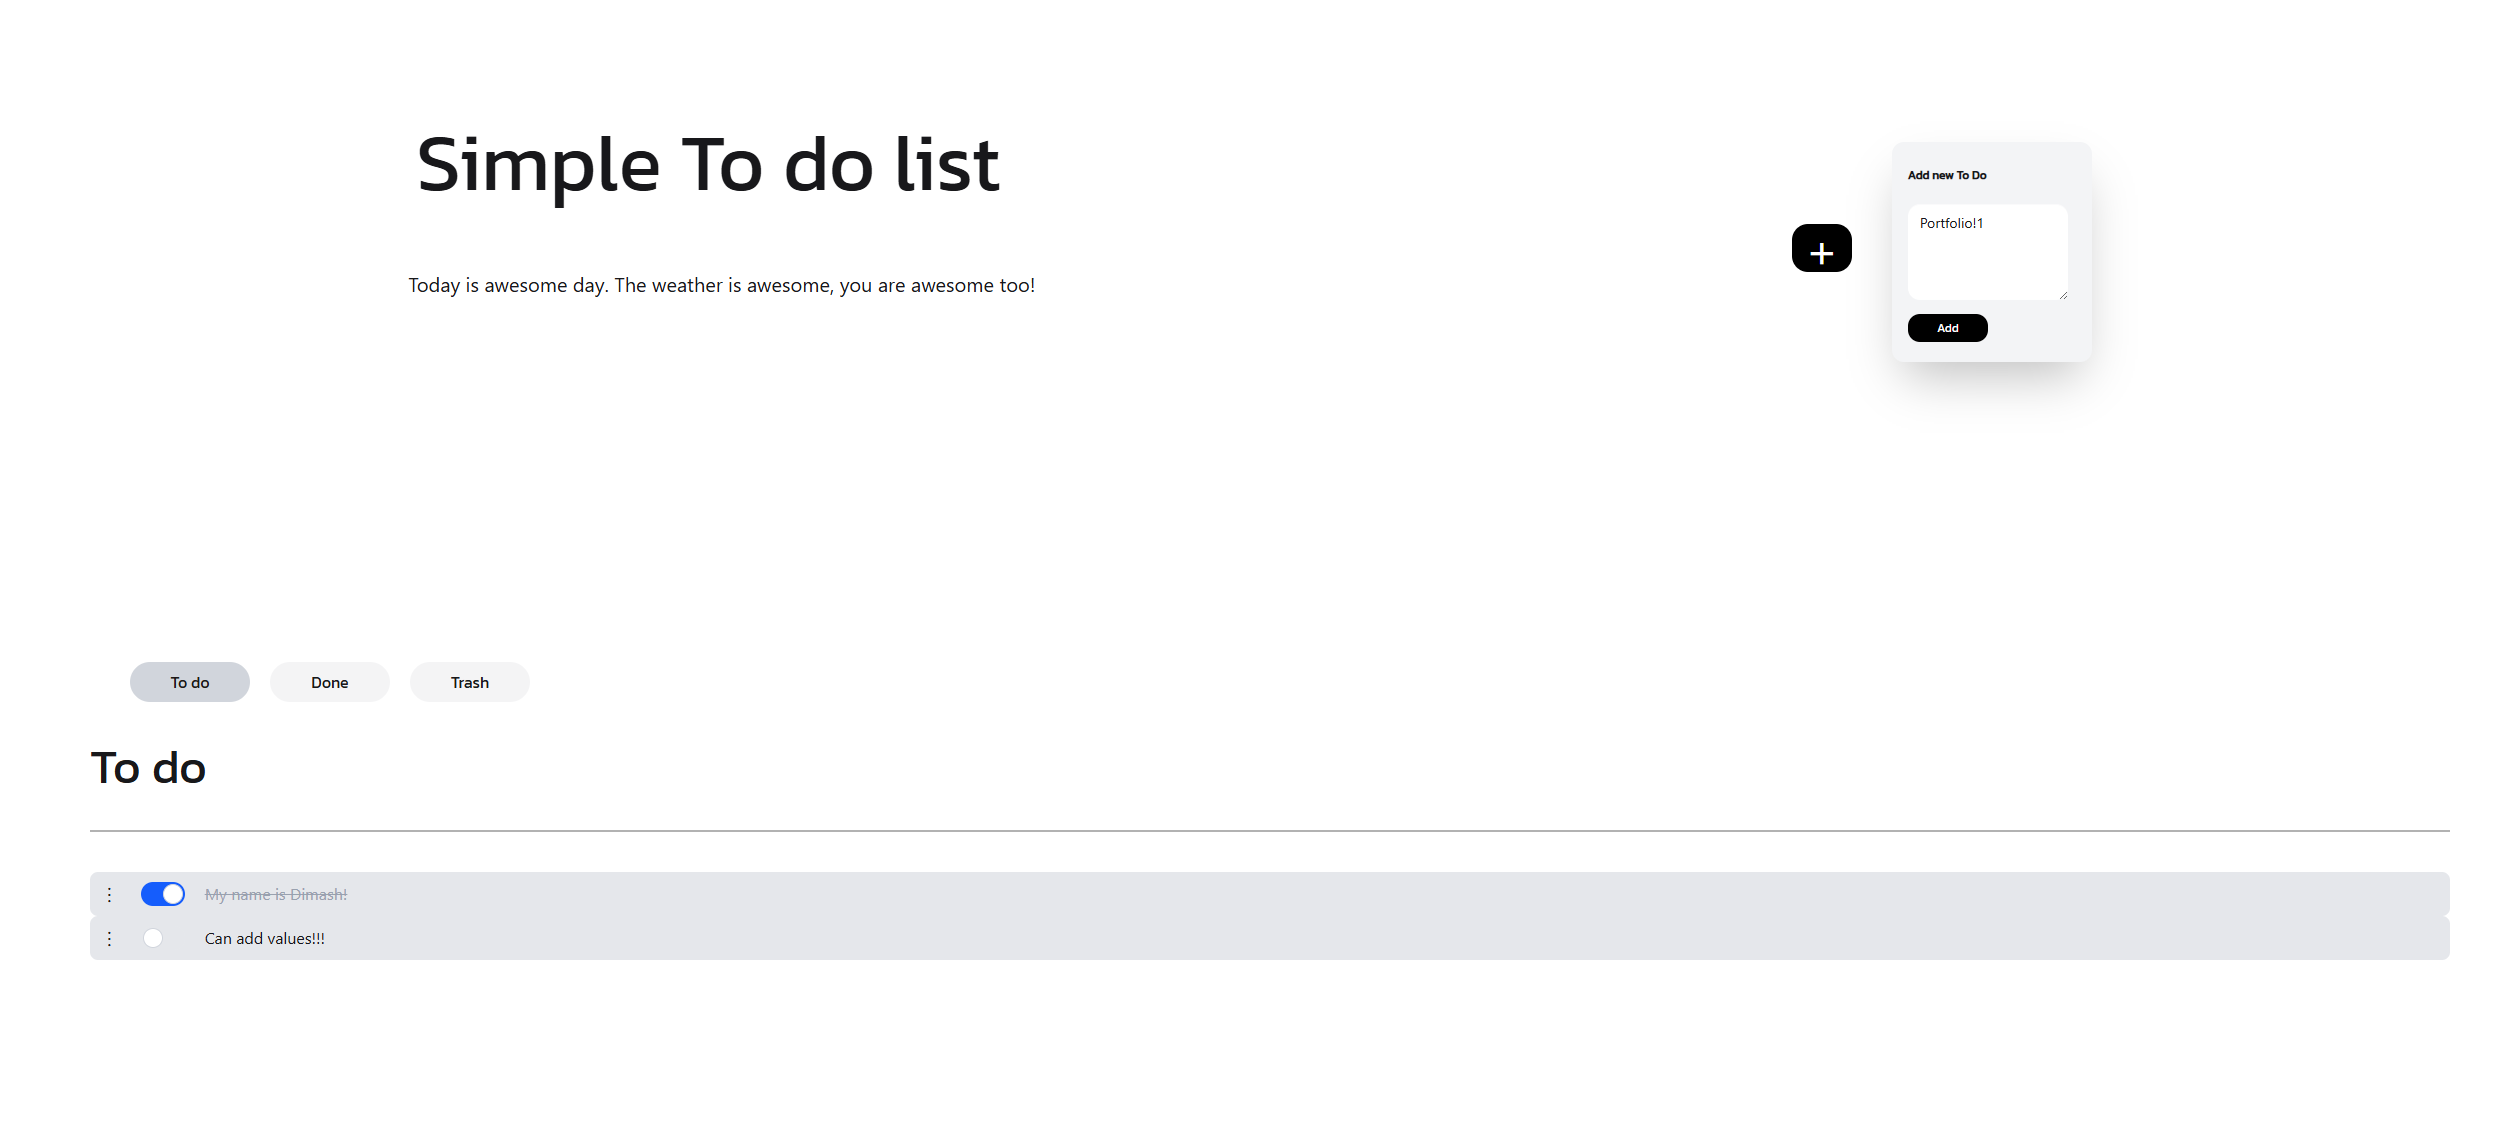 Simple To do list
Today is awesome day. The weather is awesome, you are awesome too!
+
Add new To Do
Portfolio!1
Add
To do
Done
Trash
To do
My name is Dimash!
Can add values!!!